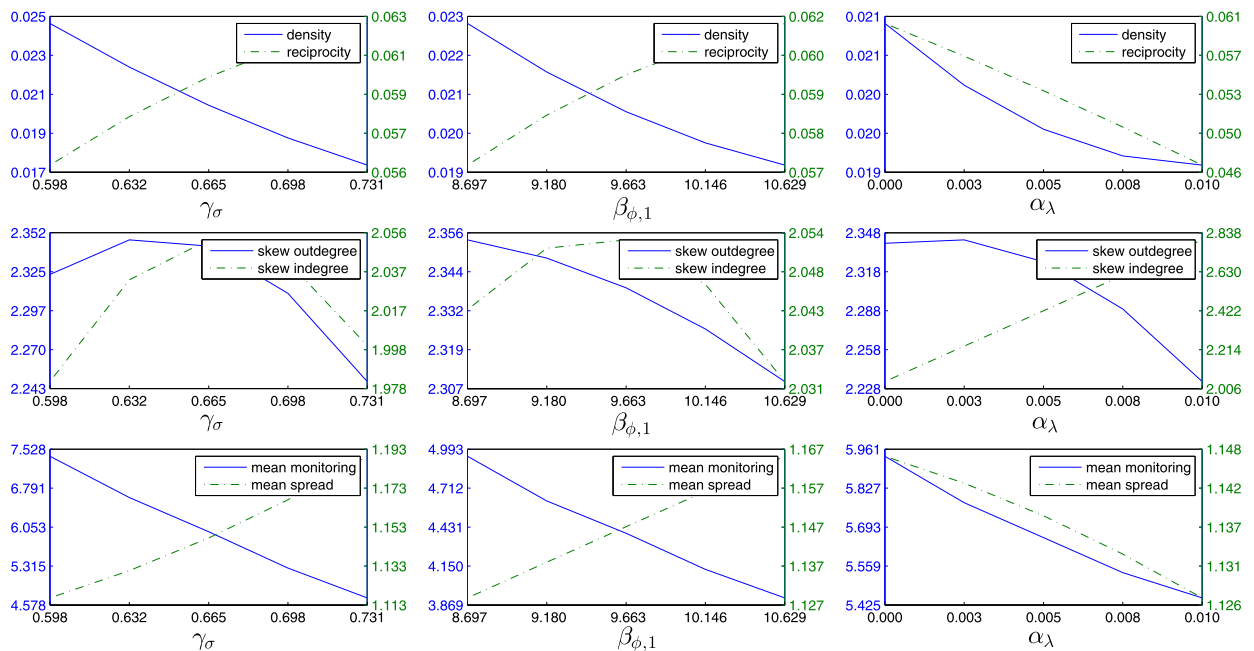 0.025 0.023 0.021 0.019 0.017
density
reciprocity
0.063 0.061 0.059 0.057 0.056
0.598 0.632 0.665 0.698 0.731
γσ
0.023 0.022 0.021 0.020 0.019
density
reciprocity
0.062 0.060 0.059 0.058 0.057
8.697 9.180 9.663 10.146 10.629
βϕ,1
0.021 0.021 0.020 0.020 0.019
density
reciprocity
0.061 0.057 0.053 0.050 0.046
0.000 0.003 0.005 0.008 0.010
αλ
2.352 2.325 2.297 2.270 2.243
skew outdegree
skew indegree
2.056 2.037 2.017 1.998 1.978
0.598 0.632 0.665 0.698 0.731
γσ
2.356 2.344 2.332 2.319 2.307
skew outdegree
skew indegree
2.054 2.048 2.043 2.037 2.031
8.697 9.180 9.663 10.146 10.629
βϕ,1
2.348 2.318 2.288 2.258 2.228
skew outdegree
skew indegree
2.838 2.630 2.422 2.214 2.006
0.000 0.003 0.005 0.008 0.010
αλ
7.528 6.791 6.053 5.315 4.578
mean monitoring
mean spread
1.193 1.173 1.153 1.133 1.113
0.598 0.632 0.665 0.698 0.731
γσ
4.993 4.712 4.431 4.150 3.869
mean monitoring
mean spread
1.167 1.157 1.147 1.137 1.127
8.697 9.180 9.663 10.146 10.629
βϕ,1
5.961 5.827 5.693 5.559 5.425
mean monitoring
mean spread
1.148 1.142 1.137 1.131 1.126
0.000 0.003 0.005 0.008 0.010
αλ